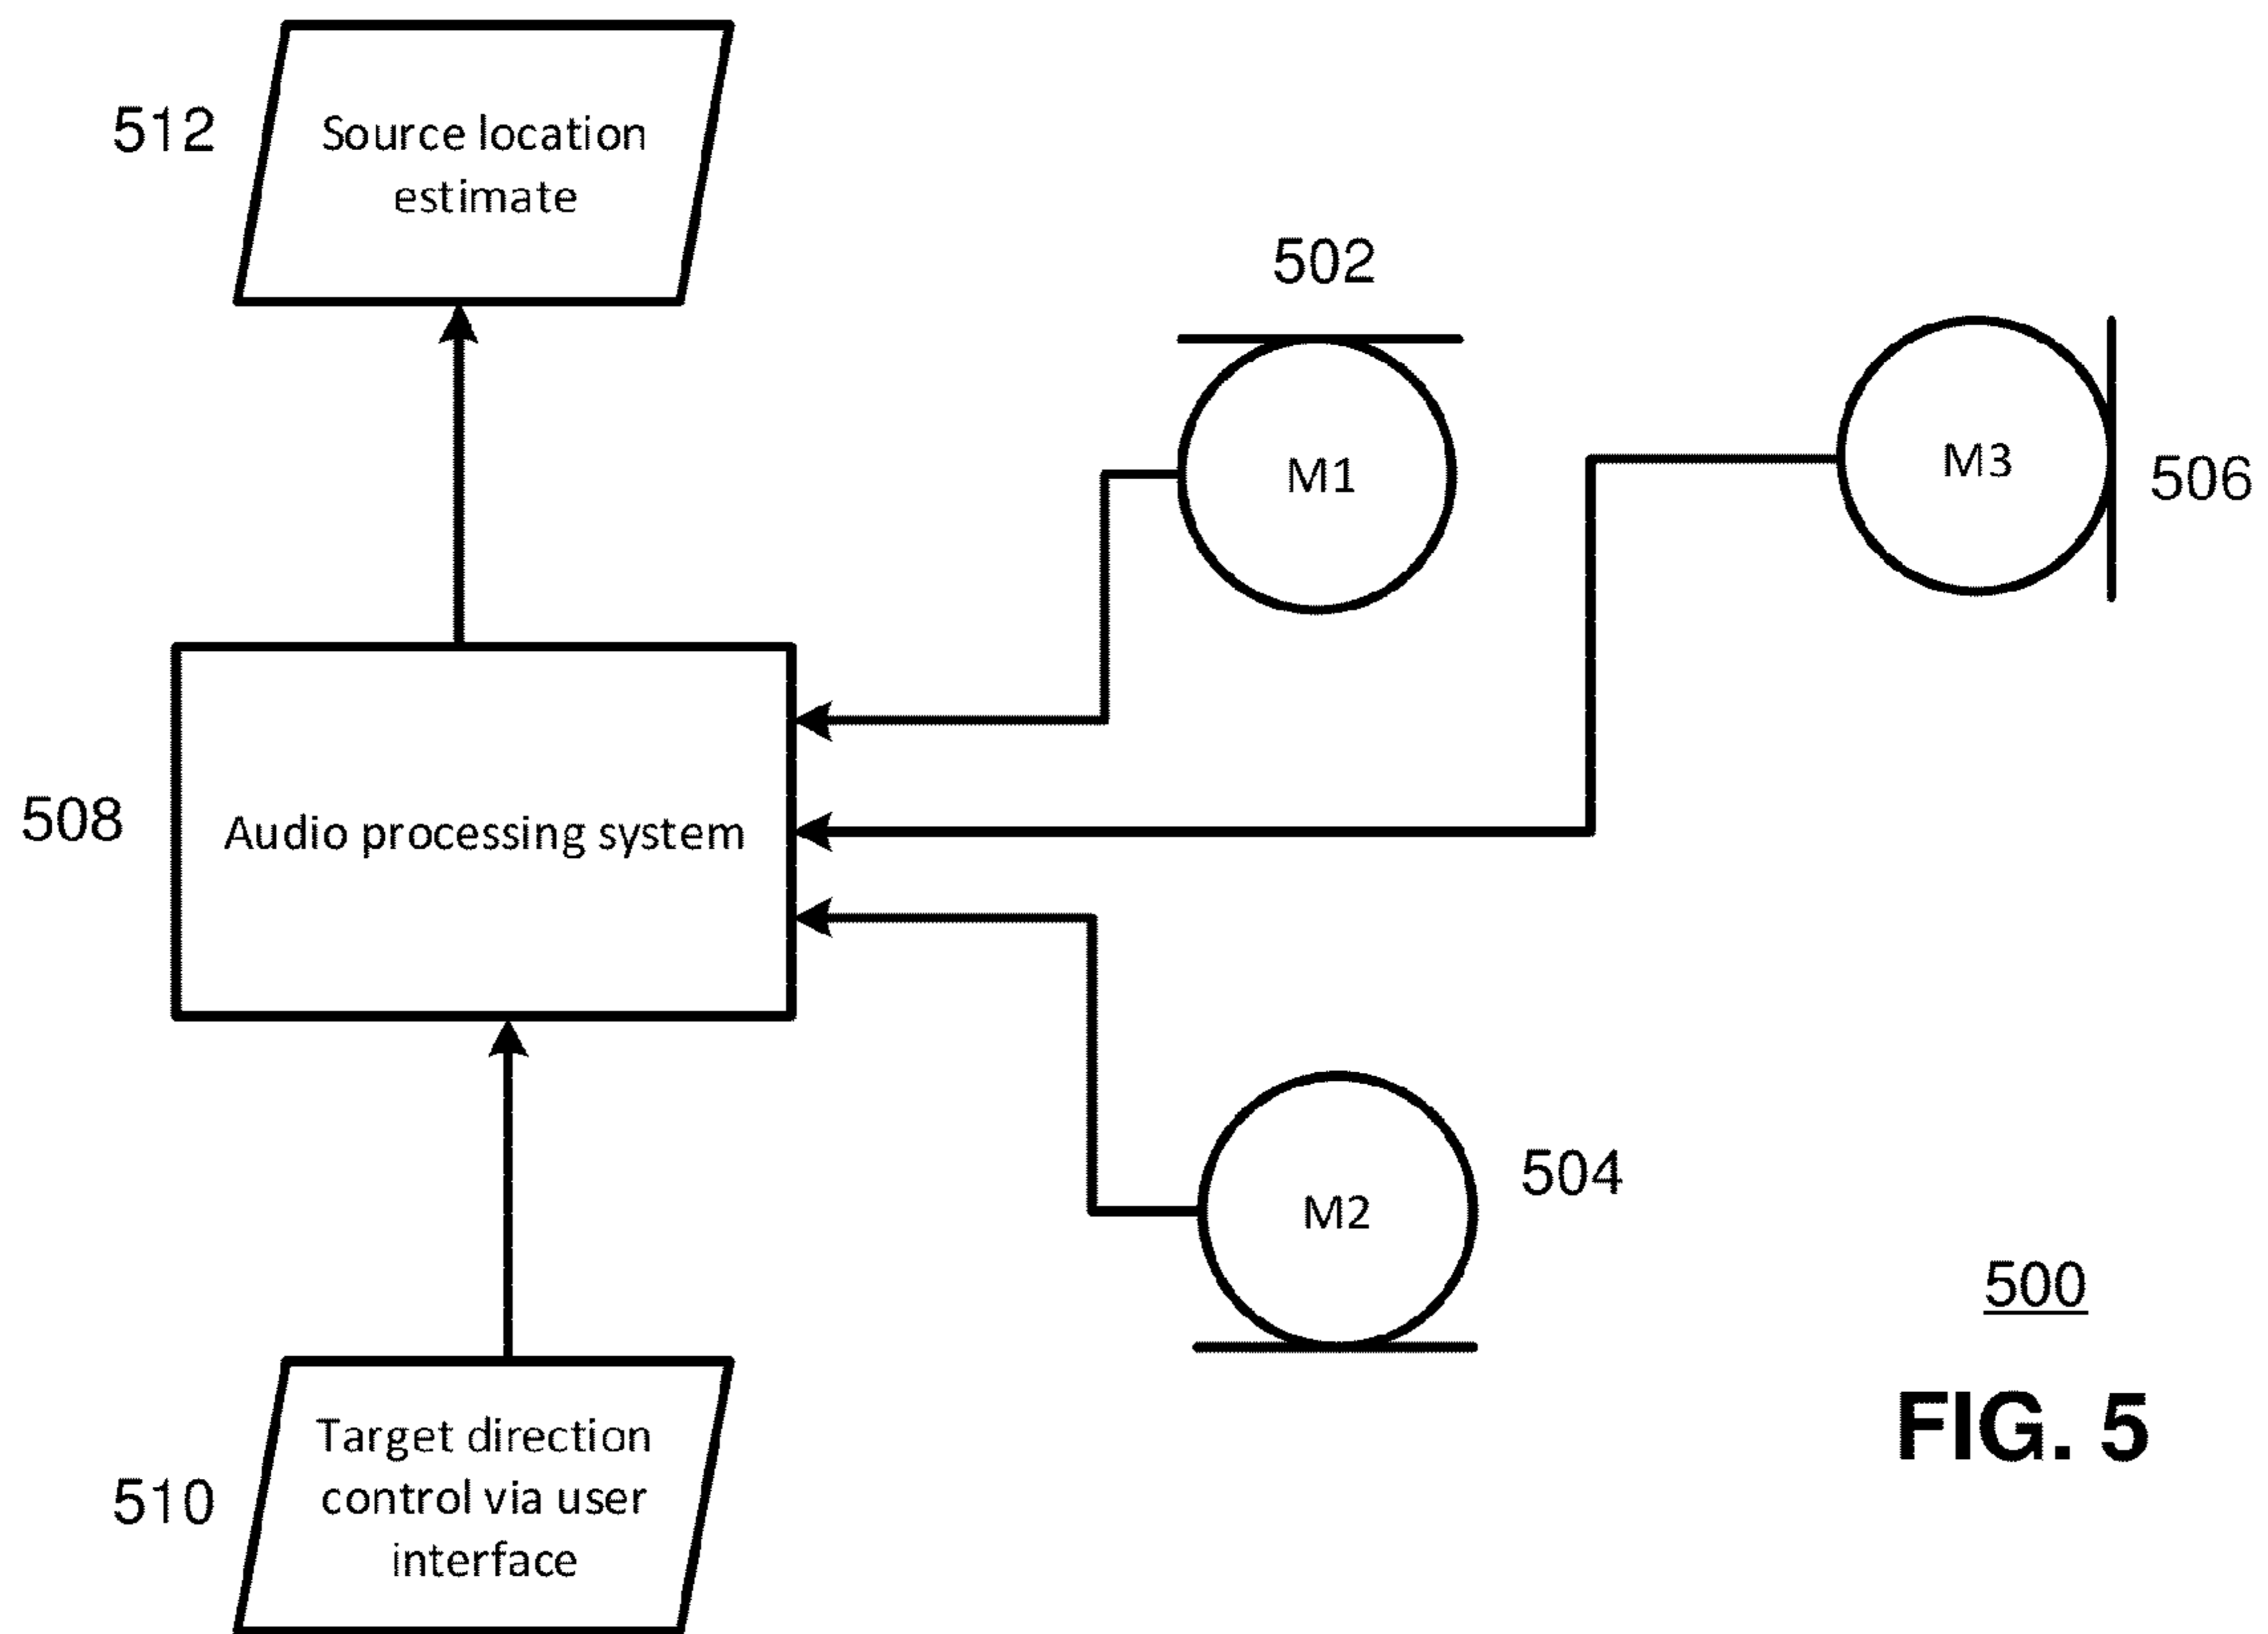 512
Source location
estimate
502
M1
M3
506
508
Audio processing system
M2
504
500
FIG. 5
510
Target direction
control via user
interface